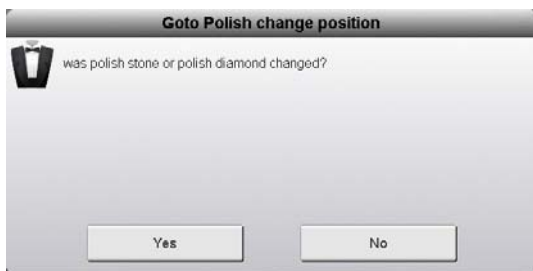 Goto Polish change position
was polish stone or polish diamond changed?
Yes
No